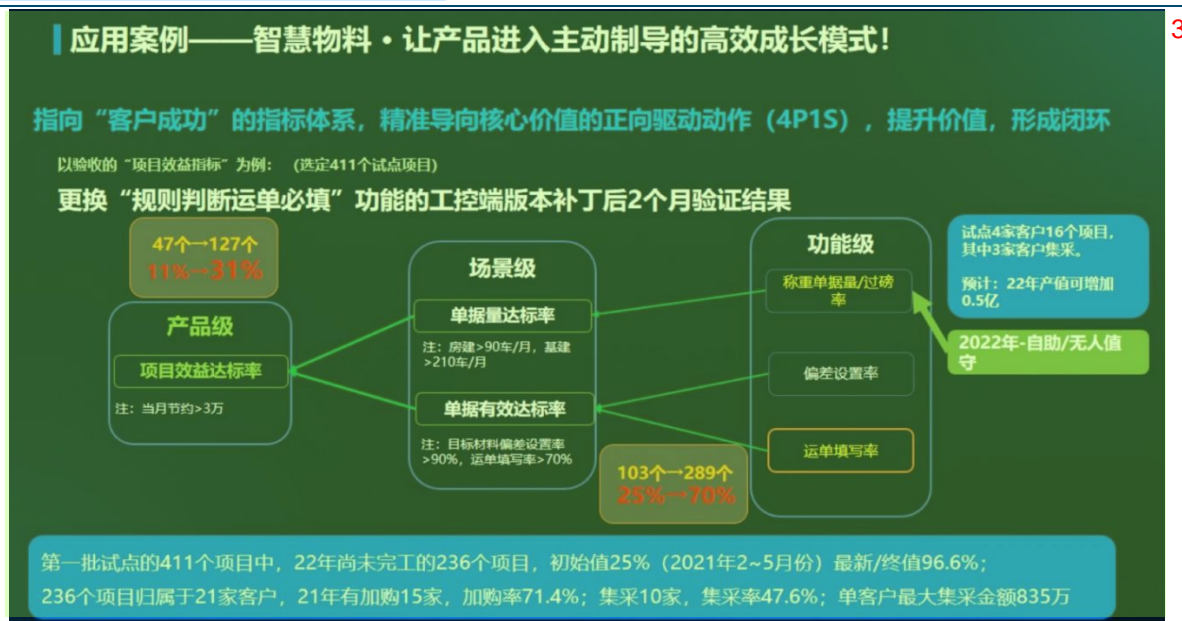 应用案例——智慧物料·让产品进入主动制导的高效成长模式！
3
指向“客户成功”的指标体系，精准导向核心价值的正向驱动动作（4P1S），提升价值，形成闭环
以验收的“项目效益指标”为例：（选定411个试点项目）
更换“规则判断运单必填”功能的工控端版本补丁后2个月验证结果
47个→127个
11%→31%
产品级
项目效益达标率
注：当月节约>3万
场景级
单据量达标率
注：房建>90车/月，基建
>210车/月
单据有效达标率
注：目标材料偏差设置率
>90%，运单填写率>70%
103个→289个
25%→70%
功能级
称重单据量/过磅
率
偏差设置率
运单填写率
试点4家客户16个项目，
其中3家客户集采。
预计：22年产值可增加
0.5亿
2022年-自助/无人值
守
第一批试点的411个项目中，22年尚未完工的236个项目，初始值25%（2021年2~5月份）最新/终值96.6%；
236个项目归属于21家客户，21年有加购15家，加购率71.4%；集采10家，集采率47.6%；单客户最大集采金额835万